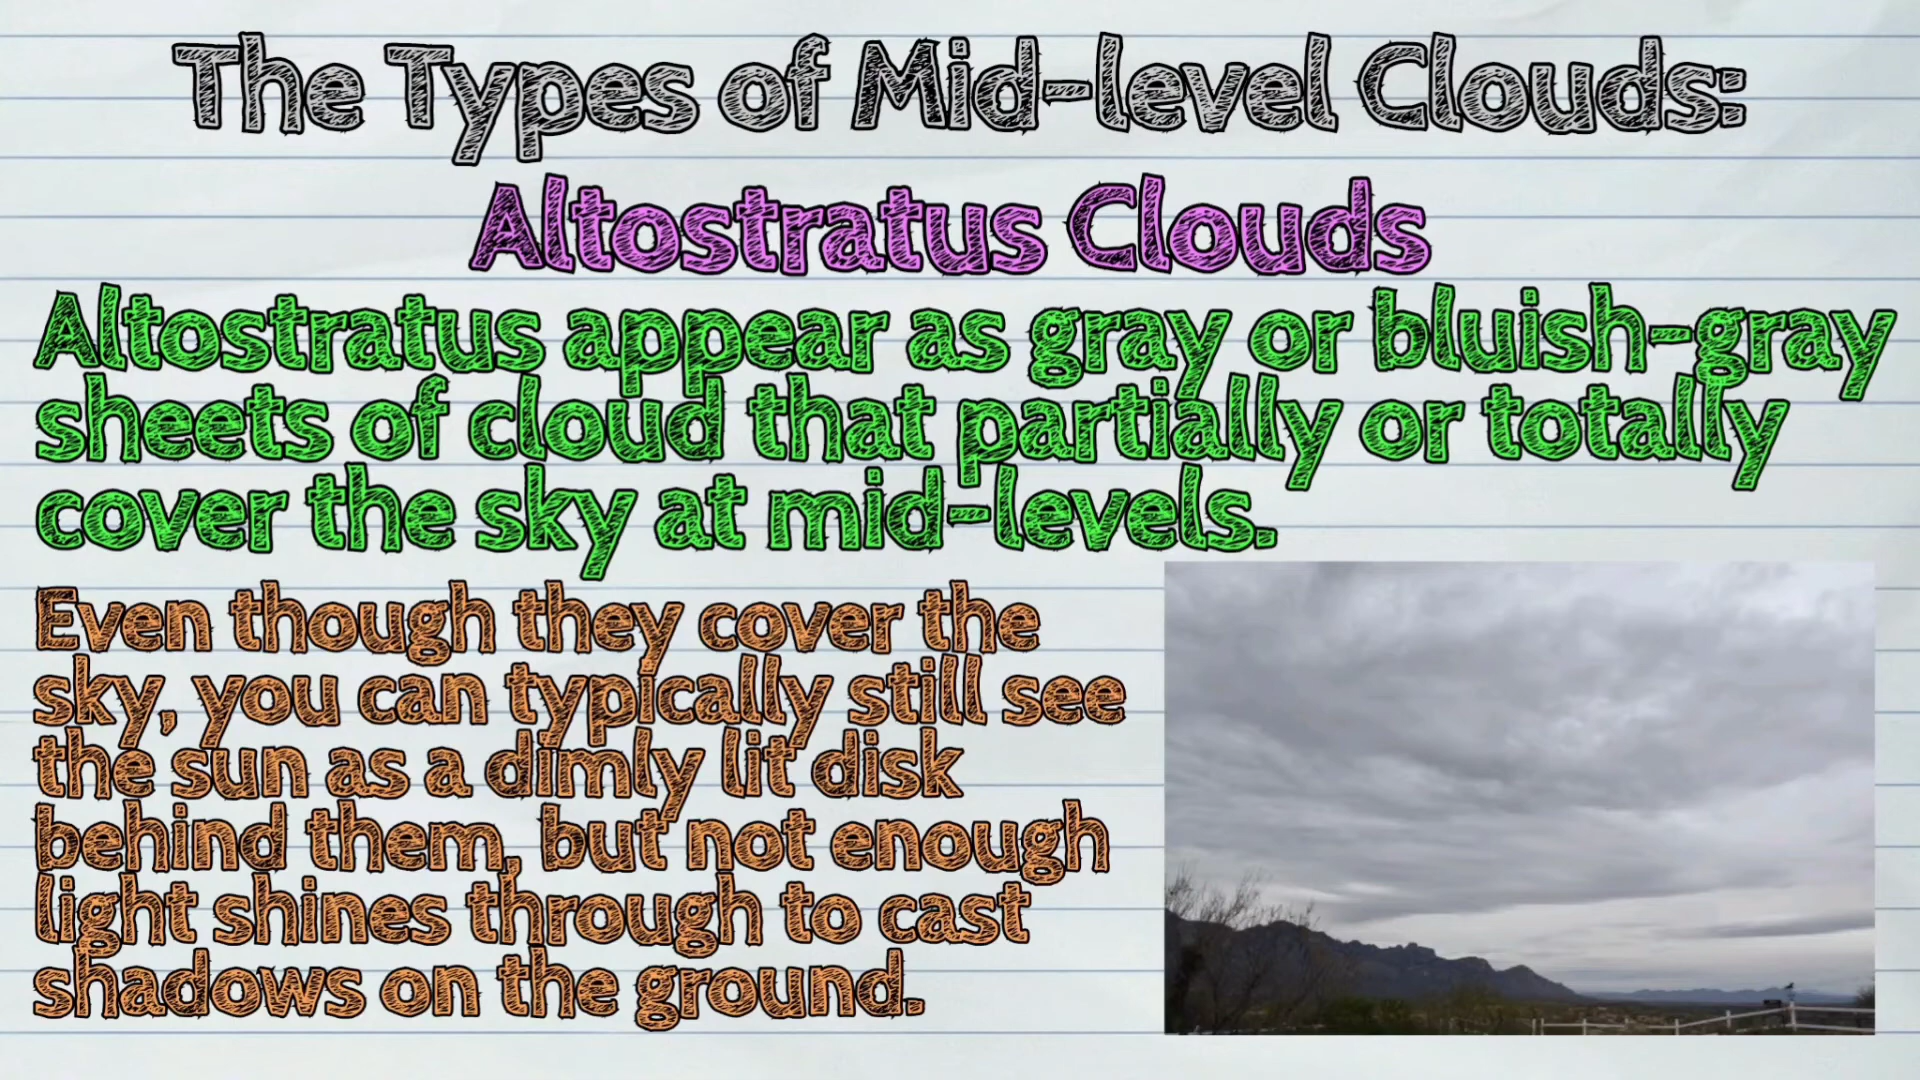 The Types of Mid-level Clouds:
Altostratus Clouds
Altostratus appear as gray or bluish-gray
sheets of cloud that partially or totally
cover the sky at mid-levels.
Even though they cover the
sky, you can typically still see
the sun as a dimly lit disk
behind them, but not enough
light shines through to cast
shadows on the ground.